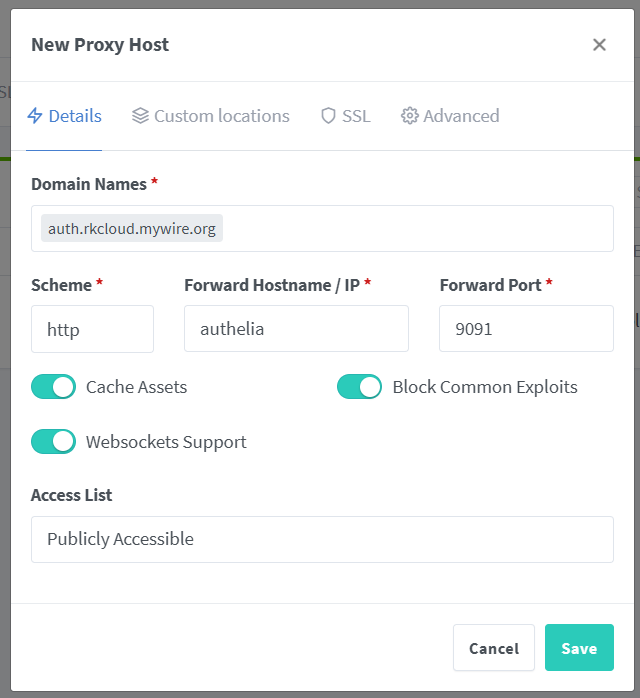 New Proxy Host
Details Custom locations SSL Advanced
Domain Names *
auth.rkcloud.mywire.org
Scheme * Forward Hostname / IP * Forward Port *
http authelia 9091
Cache Assets Block Common Exploits
Websockets Support
Access List
Publicly Accessible
Cancel Save